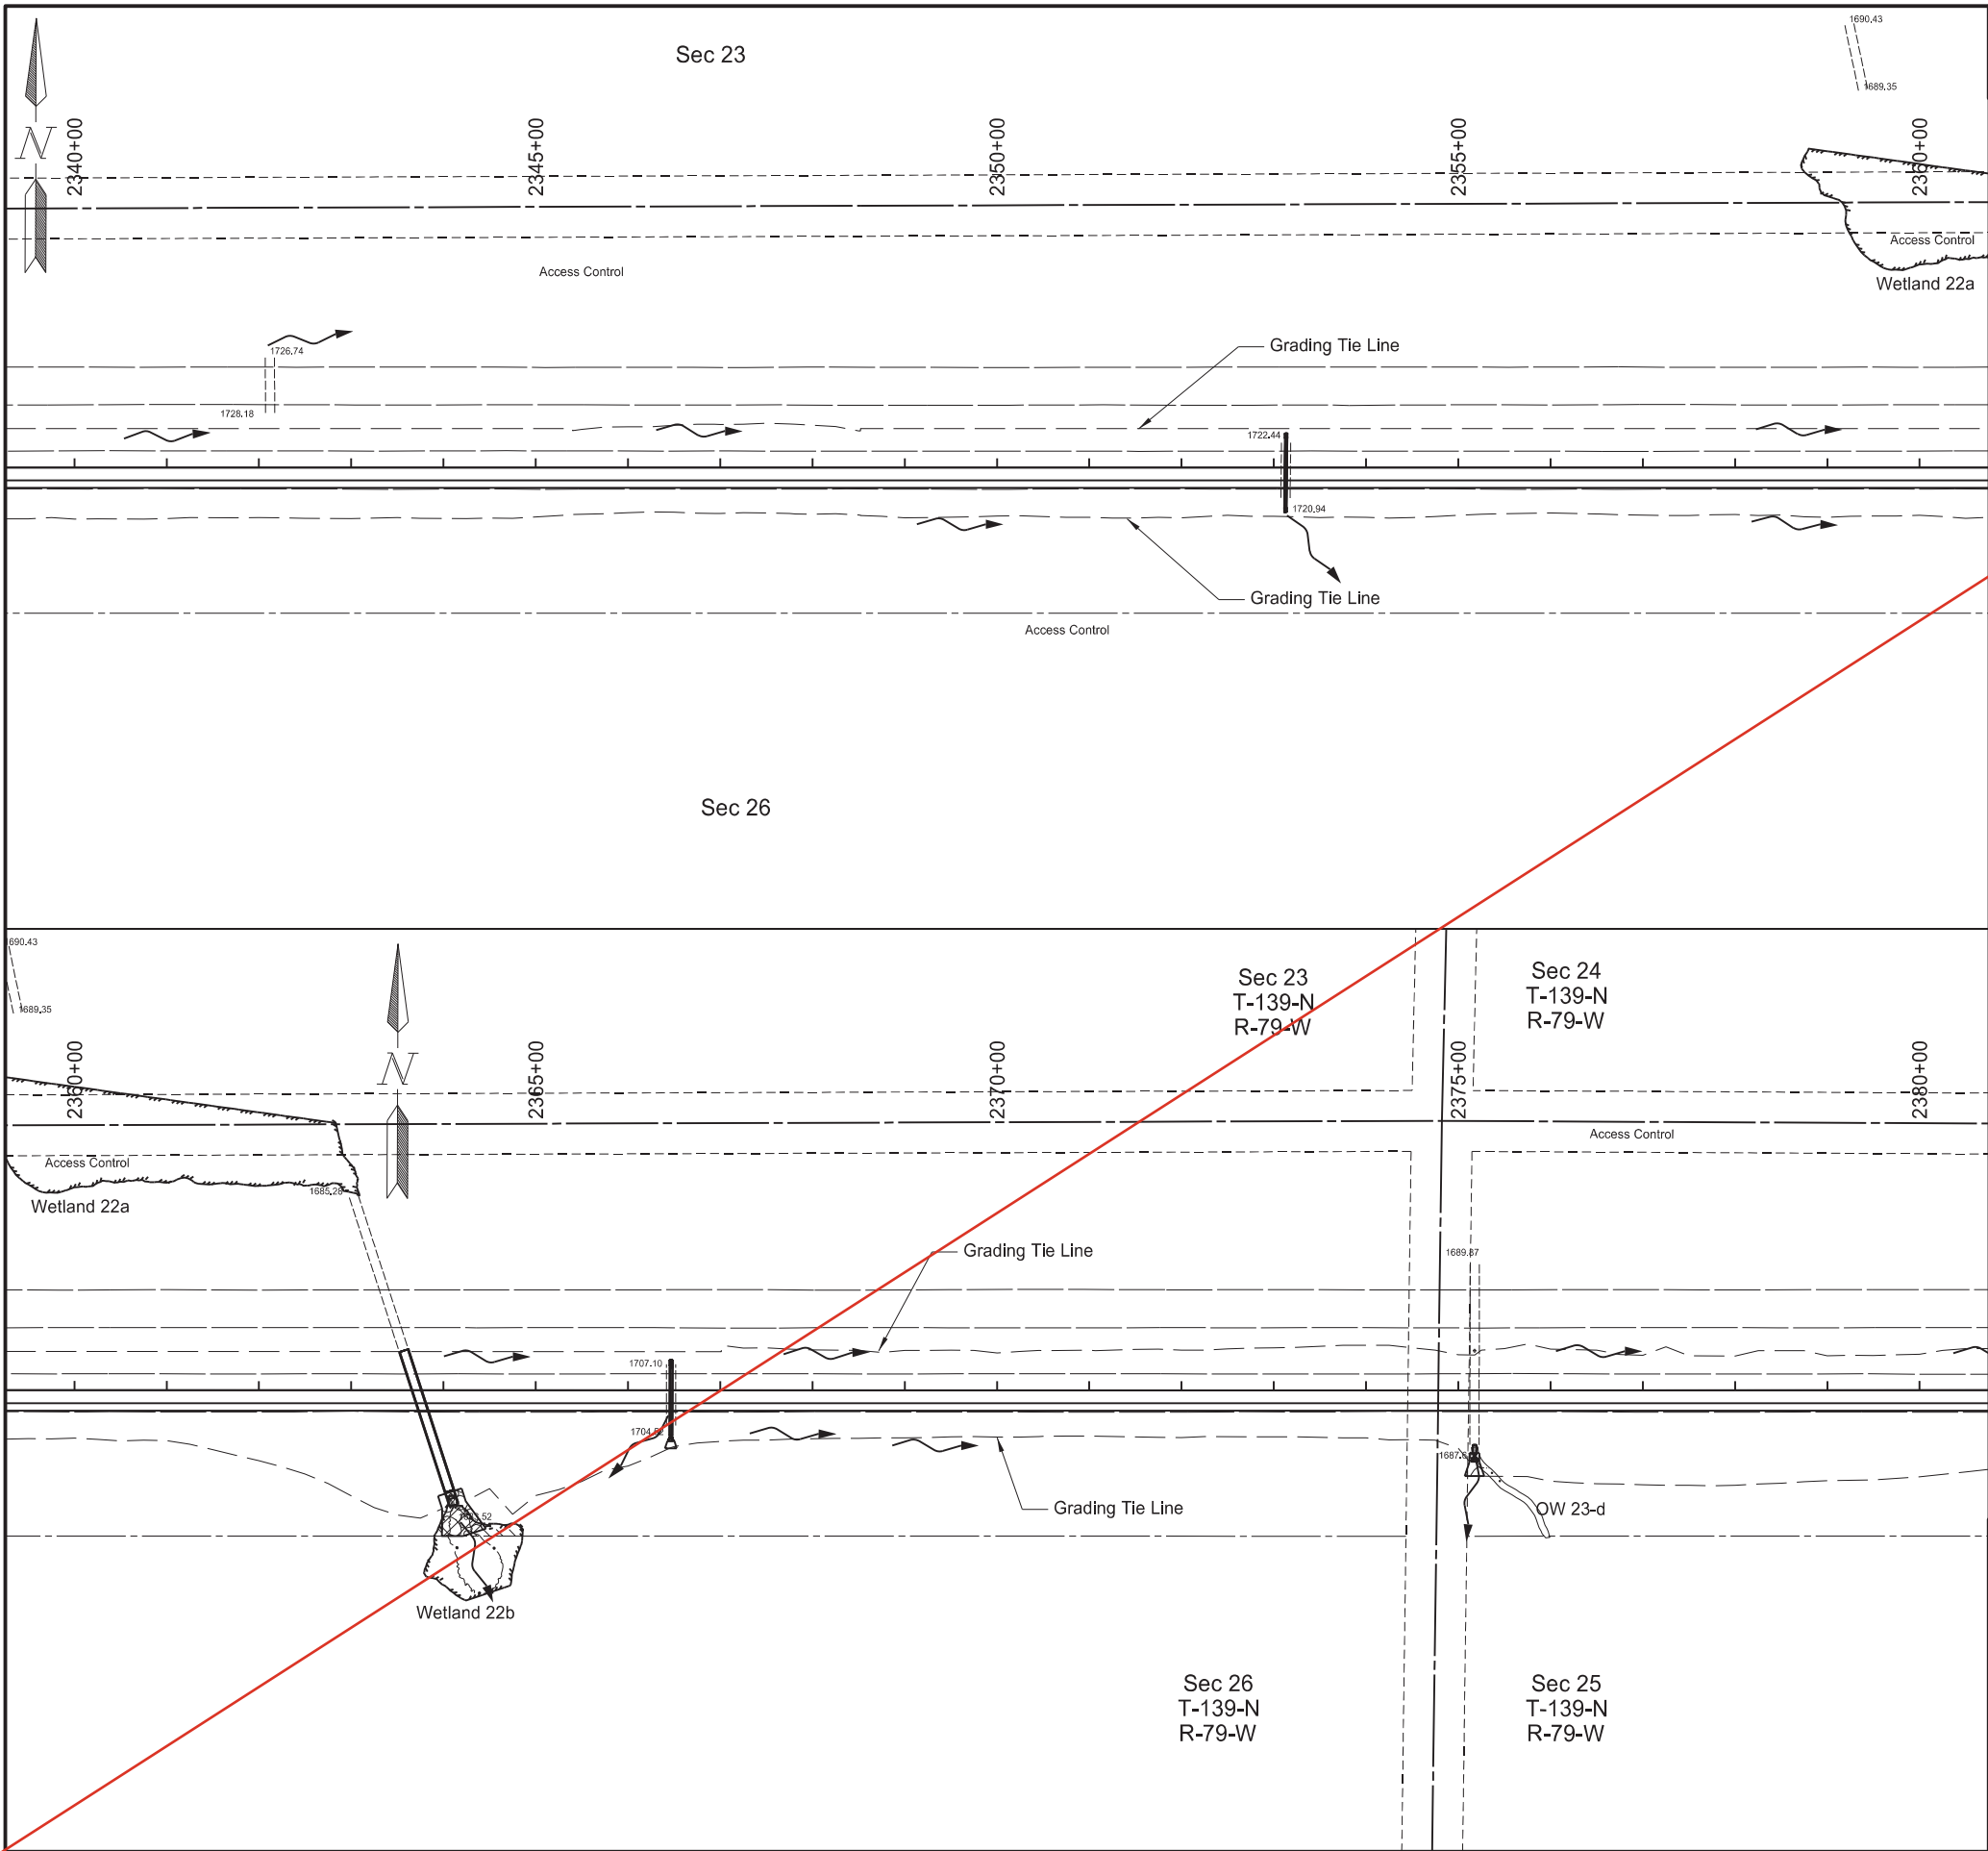 1690.43
Sec 23
1689.35
N
2340+00
2345+00
2350+00
2355+00
2360+00
Access Control
Access Control
Wetland 22a
Grading Tie Line
1726.74
1728.18
1722.44
1720.94
Grading Tie Line
Access Control
Sec 26
690.43
1689.35
Sec 23
T-139-N
R-79-W
Sec 24
T-139-N
R-79-W
N
2360+00
2365+00
2370+00
2375+00
2380+00
Access Control
Access Control
1685.28
Wetland 22a
Grading Tie Line
1689.87
1707.10
1704.52
1687.6
Grading Tie Line
OW 23-d
Wetland 22b
Sec 26
T-139-N
R-79-W
Sec 25
T-139-N
R-79-W